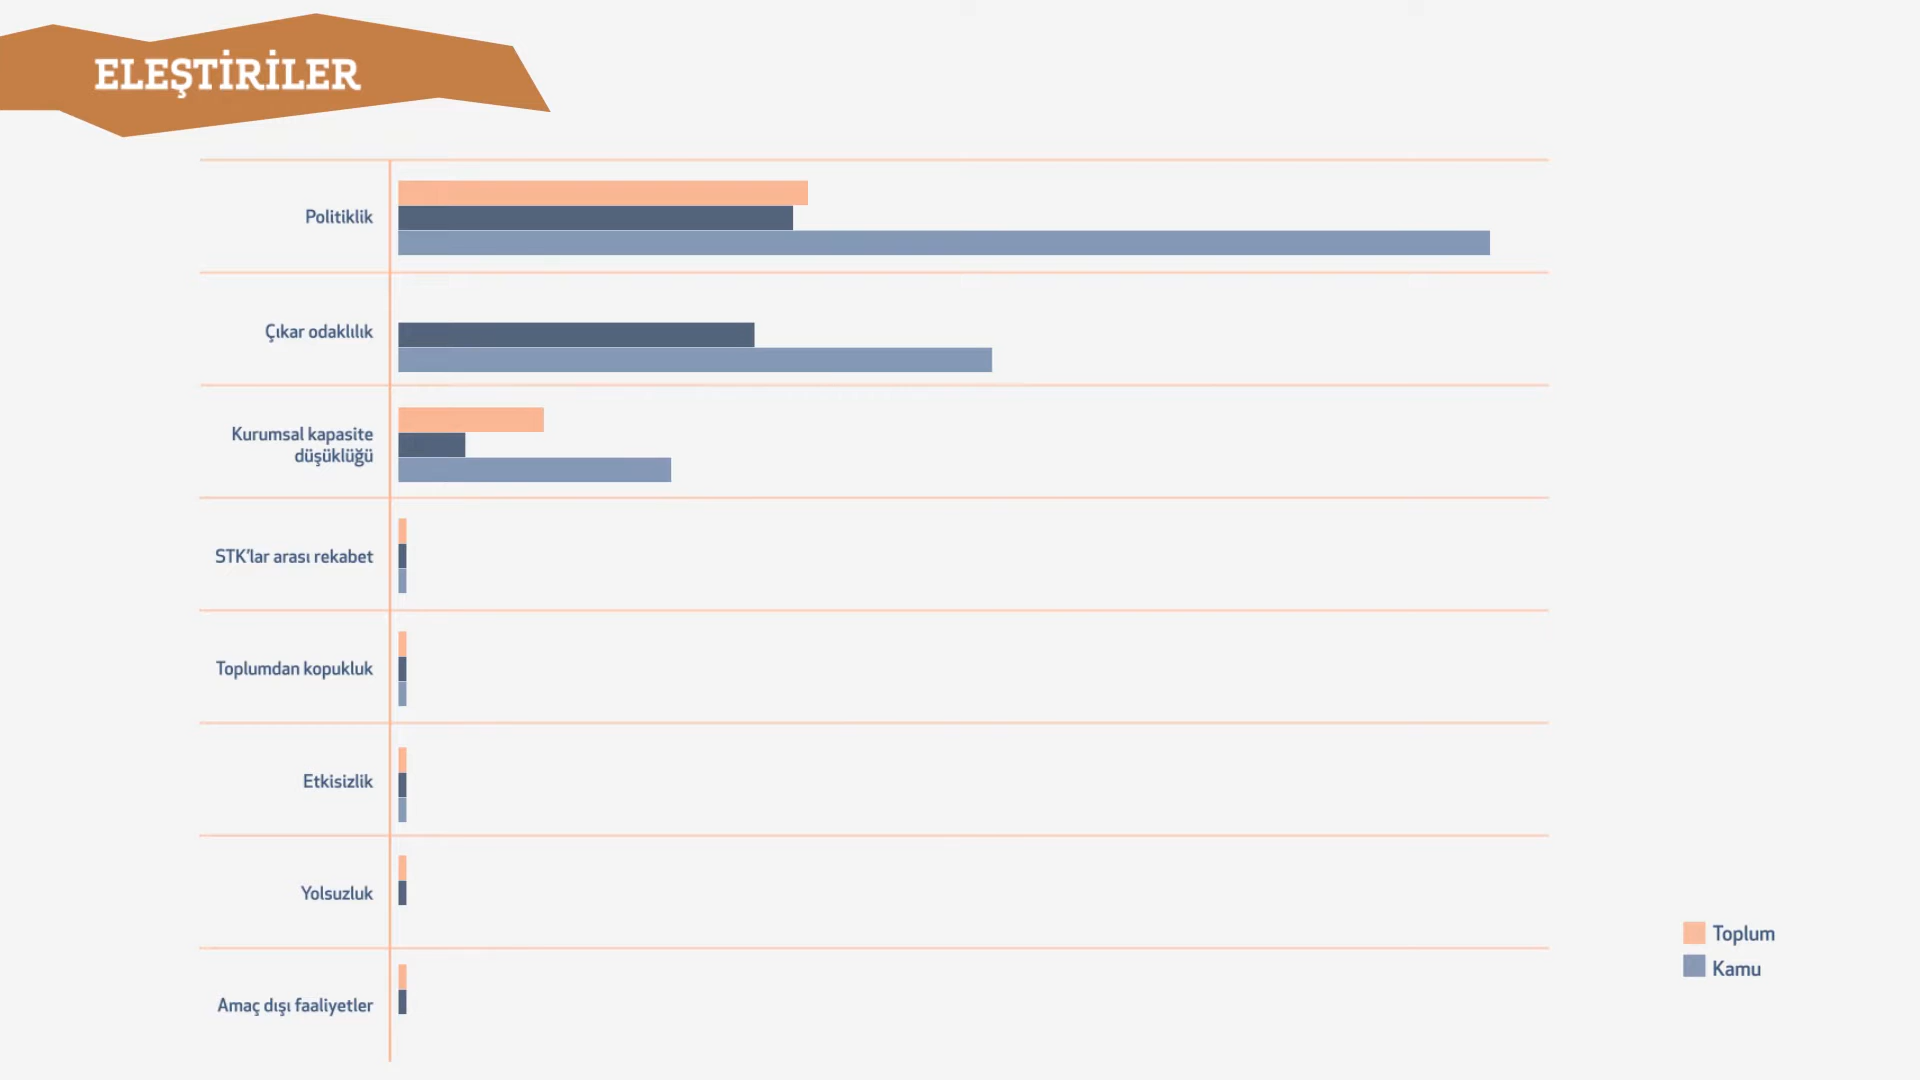 ELEŞTİRİLER
Politiklik
Çıkar odaklılık
Kurumsal kapasite
düşüklüğü
STK'lar arası rekabet
Toplumdan kopukluk
Etkisizlik
Yolsuzluk
Amaç dışı faaliyetler
Toplum
Kamu